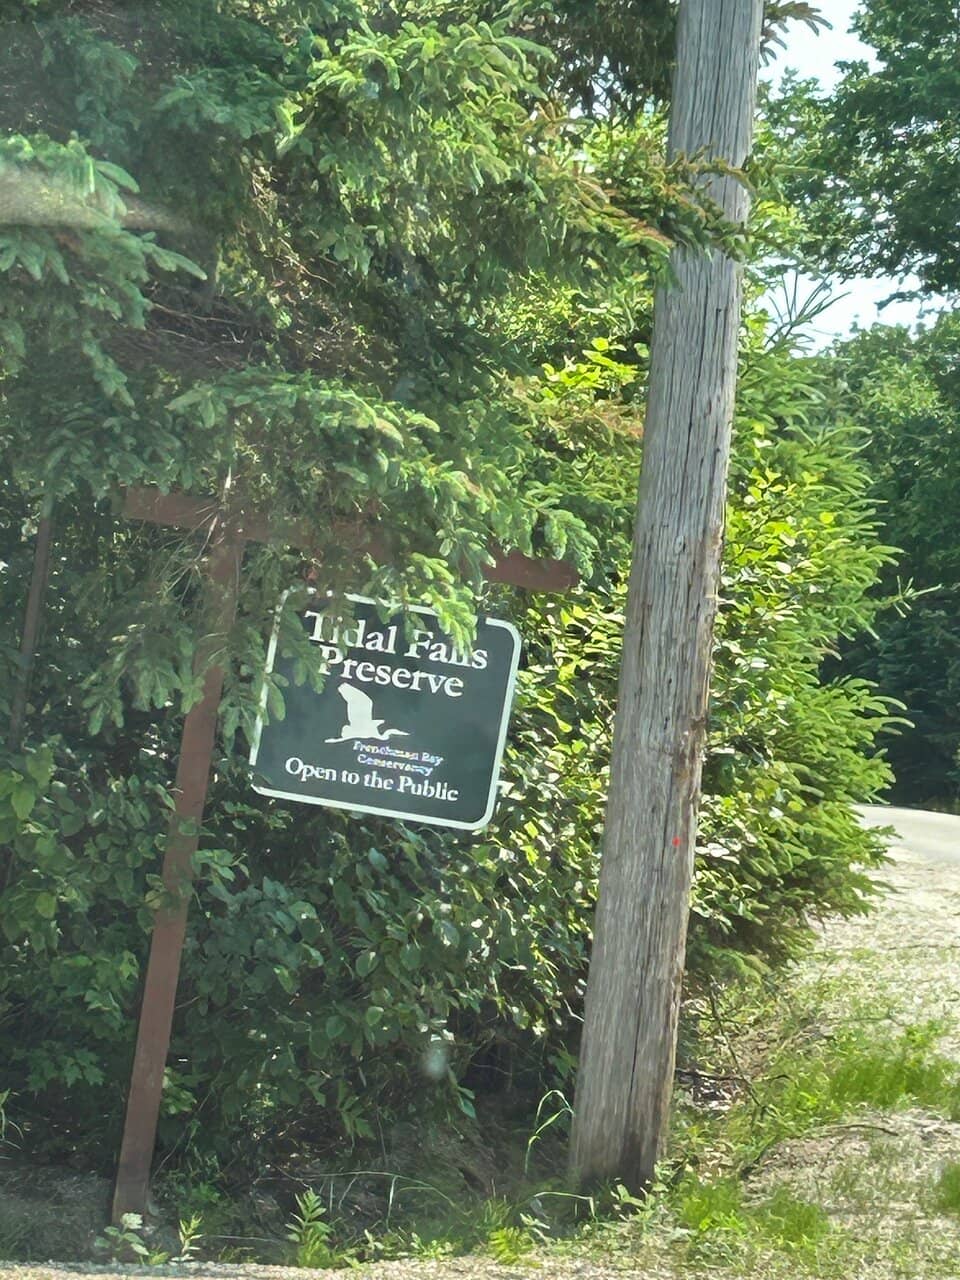 Tidal Falls
Preserve
Frenchman Bay
Conservancy
Open to the Public